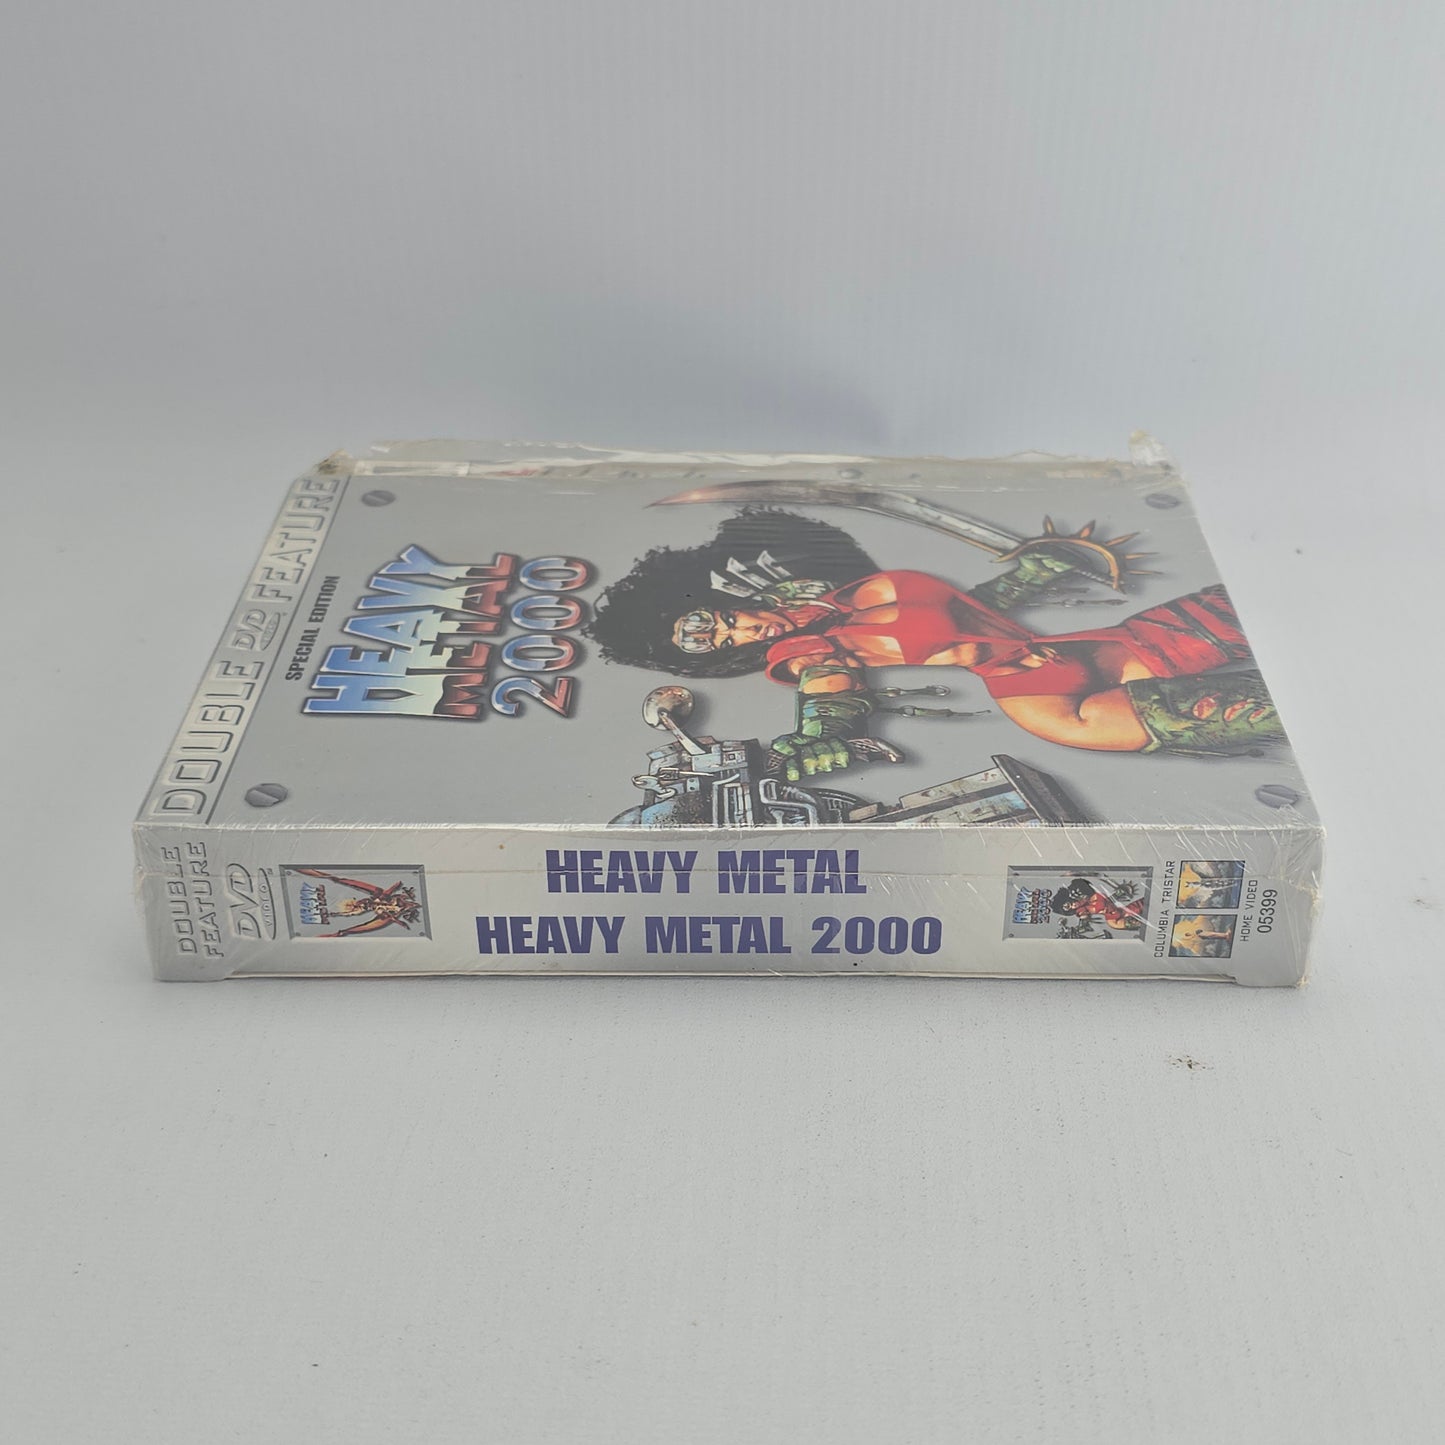 DOUBLE DVD VIDEO FEATURE
SPECIAL EDITION
HEAVY
METAL
2000
DOUBLE
FEATURE
DVD
VIDEO
HEAVY
METAL
HEAVY METAL
HEAVY METAL 2000
HEAVY
METAL
2000
COLUMBIA TRISTAR
HOME VIDEO
05399